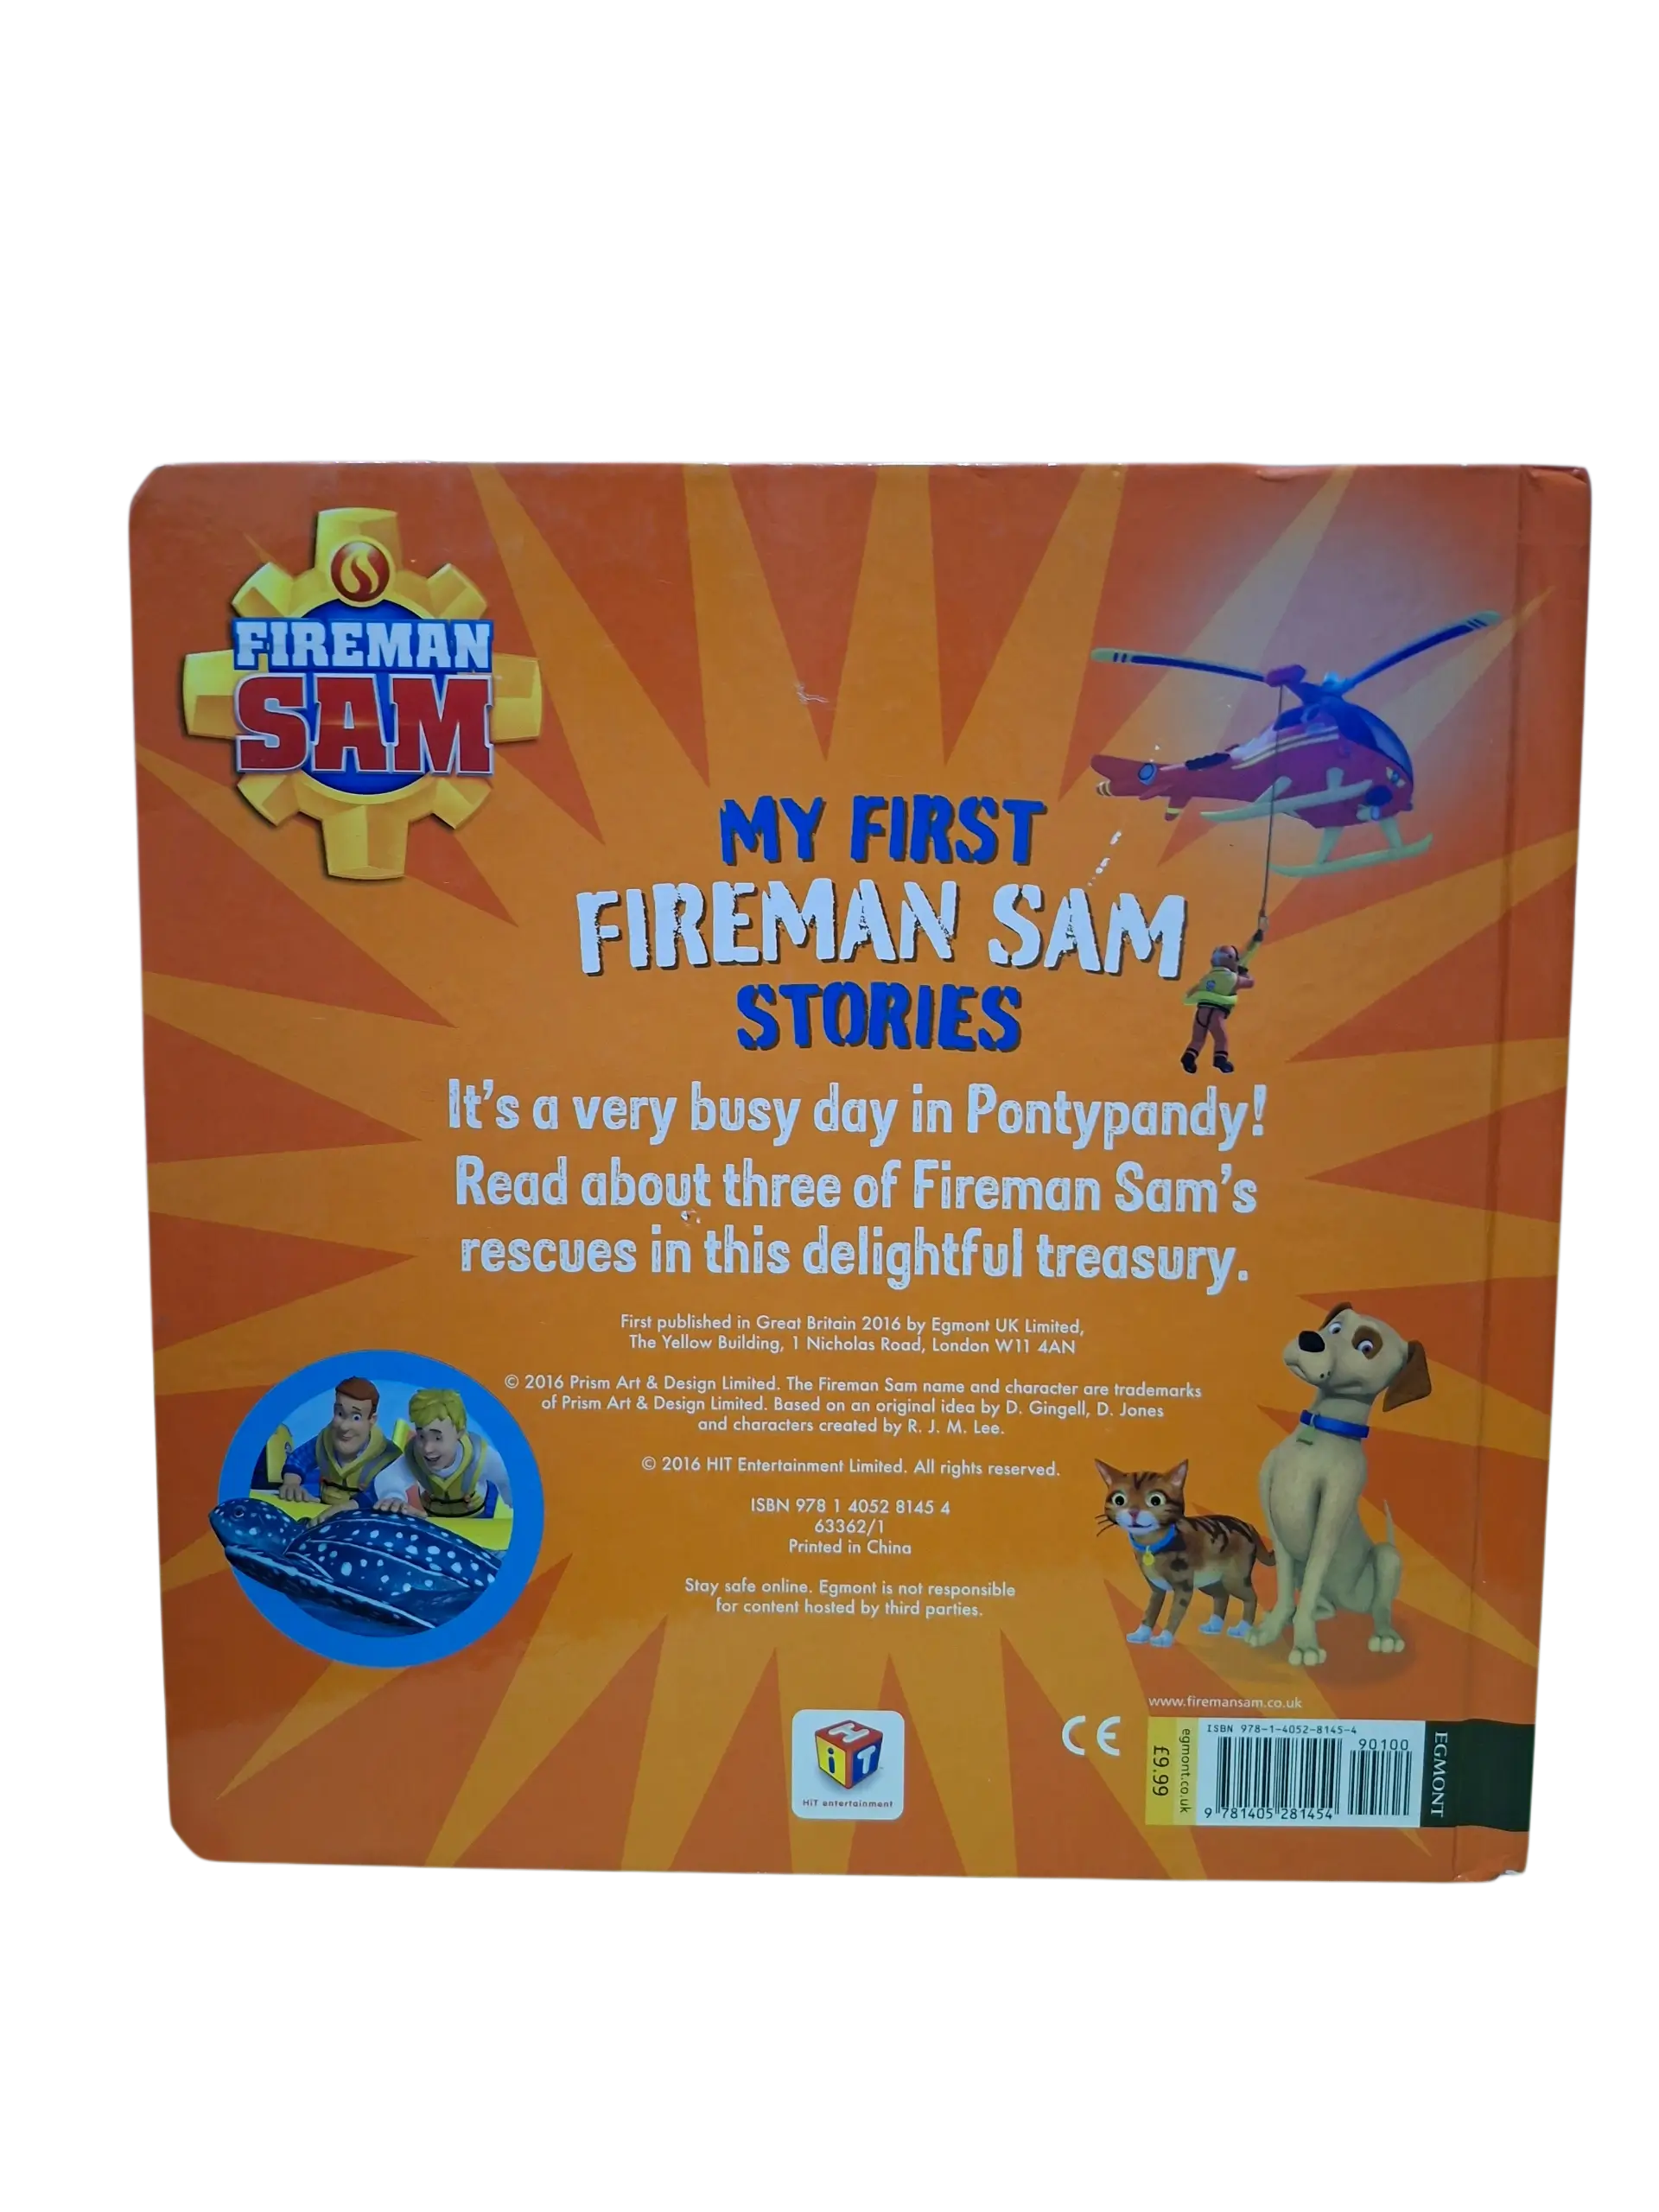 FIREMAN
SAM
MY FIRST
FIREMAN SAM
STORIES
It's a very busy day in Pontypandy!
Read about three of Fireman Sam's
rescues in this delightful treasury.
First published in Great Britain 2016 by Egmont UK Limited,
The Yellow Building, 1 Nicholas Road, London W11 4AN
© 2016 Prism Art & Design Limited. The Fireman Sam name and character are trademarks
of Prism Art & Design Limited. Based on an original idea by D. Gingell, D. Jones
and characters created by R. J. M. Lee.
© 2016 HIT Entertainment Limited. All rights reserved.
ISBN 978 1 4052 8145 4
63362/1
Printed in China
Stay safe online. Egmont is not responsible
for content hosted by third parties.
HiT
HiT entertainment
CE
www.firemansam.co.uk
£9.99
egmont.co.uk
ISBN 978-1-4052-8145-4
90100
9 781405 281454
EGMONT